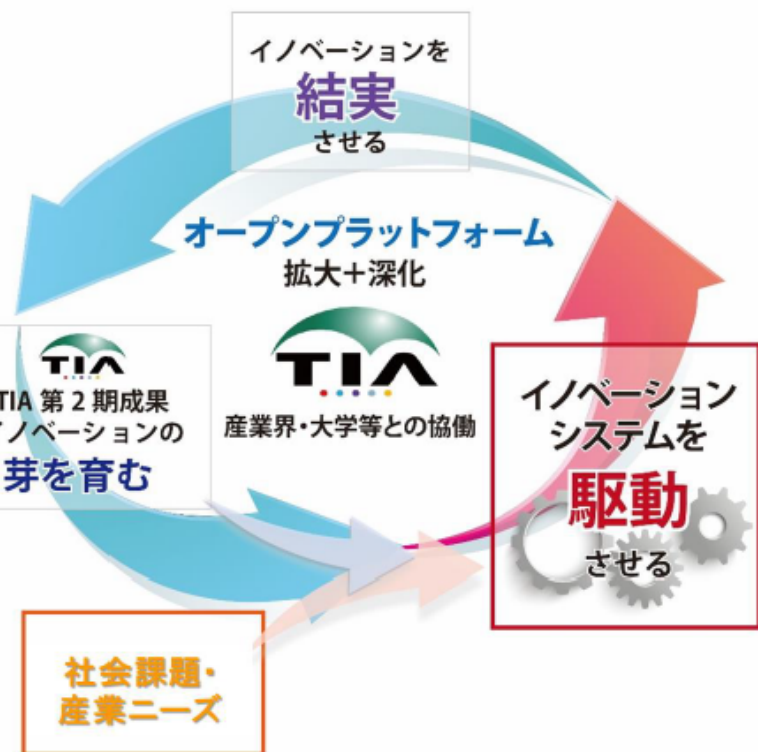 イノベーションを
結実
させる
オープンプラットフォーム
拡大＋深化
TIA
産業界・大学等との協働
TIA
TIA 第2期成果
イノベーションの
芽を育む
イノベーション
システムを
駆動
させる
社会課題・
産業ニーズ